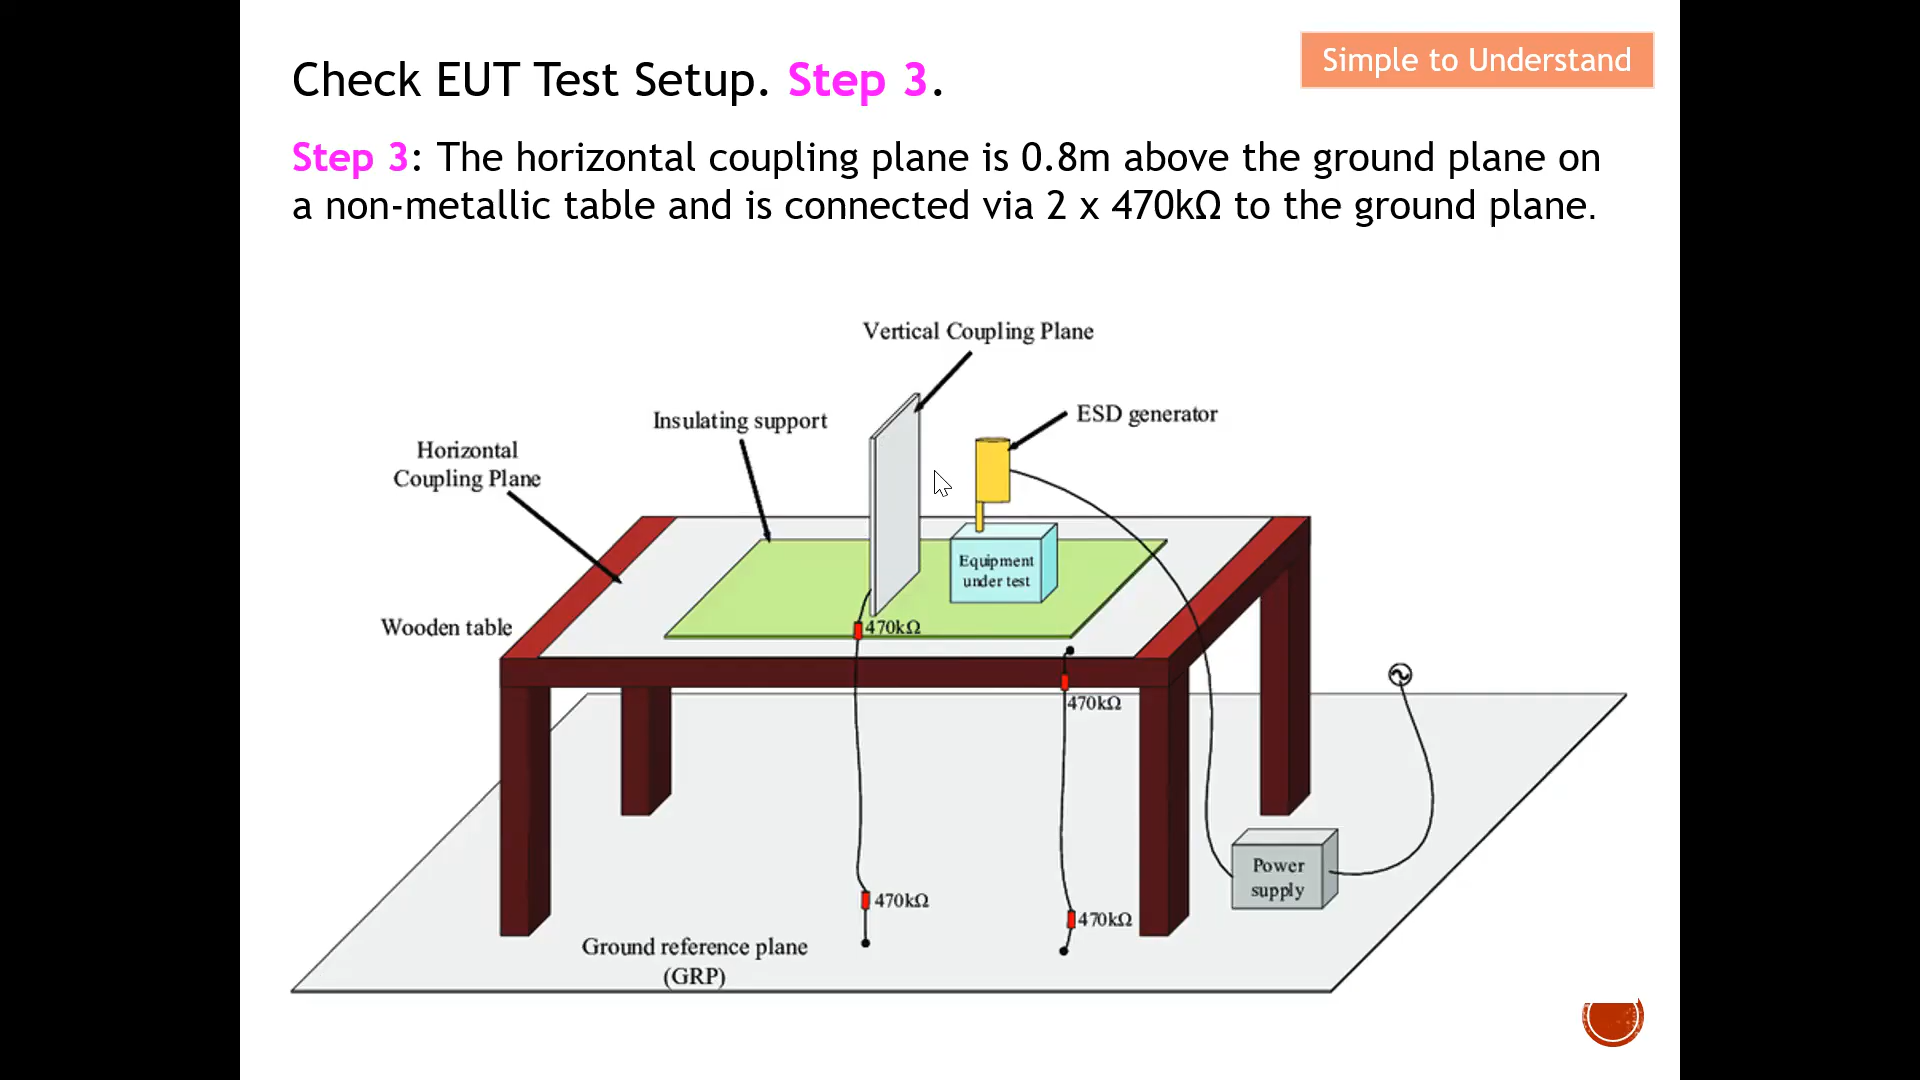 Simple to Understand
Check EUT Test Setup. Step 3.
Step 3: The horizontal coupling plane is 0.8m above the ground plane on
a non-metallic table and is connected via 2 x 470kΩ to the ground plane.
Vertical Coupling Plane
ESD generator
Insulating support
Horizontal
Coupling Plane
Equipment
under test
Wooden table
470kΩ
470kΩ
Power
supply
470kΩ
470kΩ
Ground reference plane
(GRP)